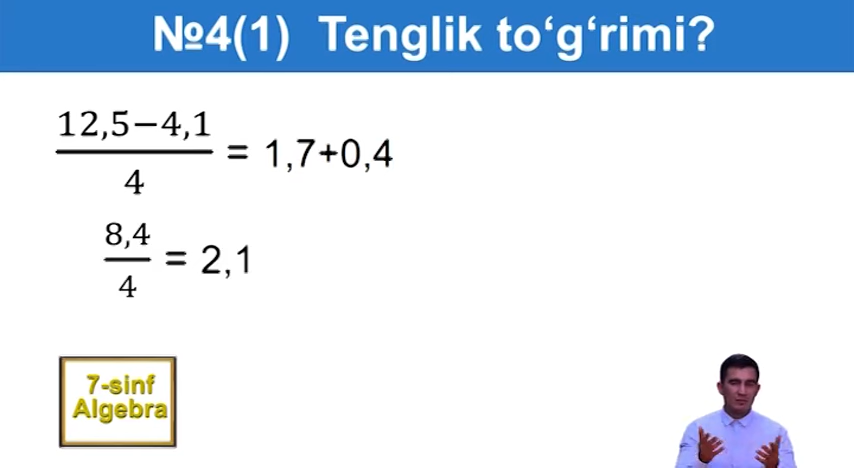 №4(1) Tenglik to‘g‘rimi?
12,5−4,1
4
= 1,7+0,4
8,4
4
= 2,1
7-sinf
Algebra